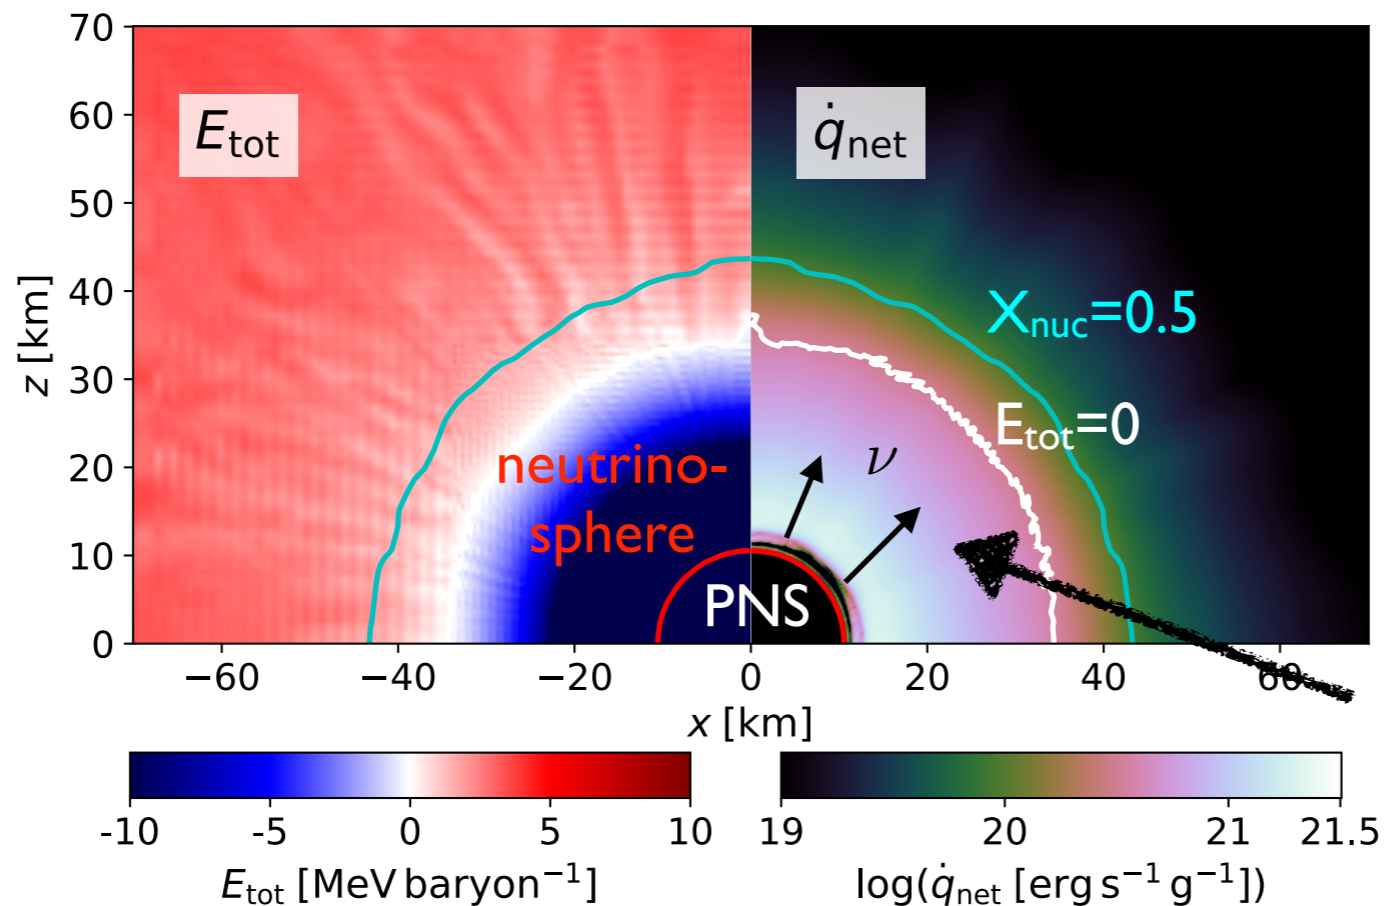 70
60
50
40
30
20
10
0
z [km]
E_tot
q̇_net
X_nuc=0.5
E_tot=0
neutrino-
sphere
ν
PNS
−60 −40 −20 0 20 40 60
x [km]
-10 -5 0 5 10
E_tot [MeV baryon⁻¹]
19 20 21 21.5
log(q̇_net [erg s⁻¹ g⁻¹])